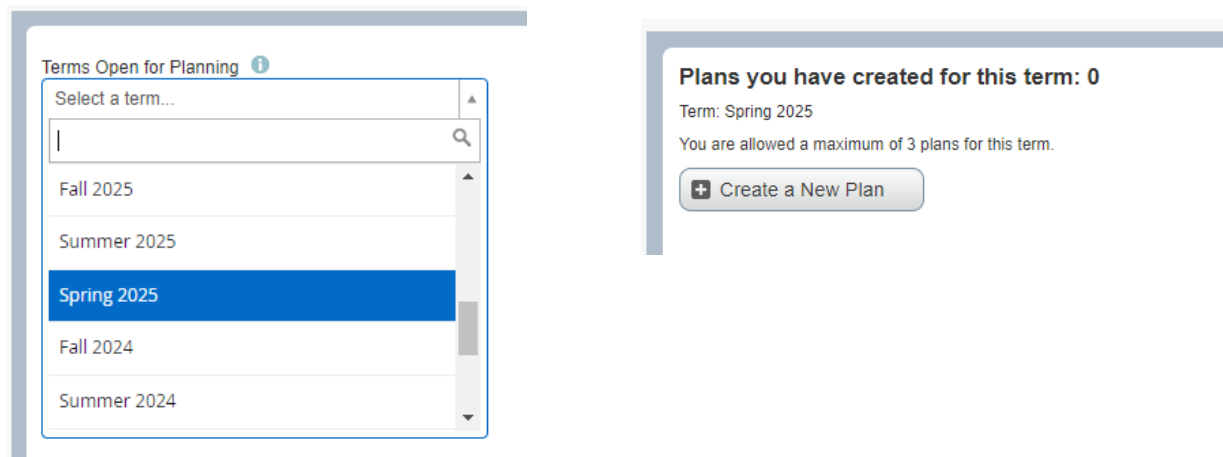 Terms Open for Planning
Select a term...
Fall 2025
Summer 2025
Spring 2025
Fall 2024
Summer 2024
Plans you have created for this term: 0
Term: Spring 2025
You are allowed a maximum of 3 plans for this term.
Create a New Plan